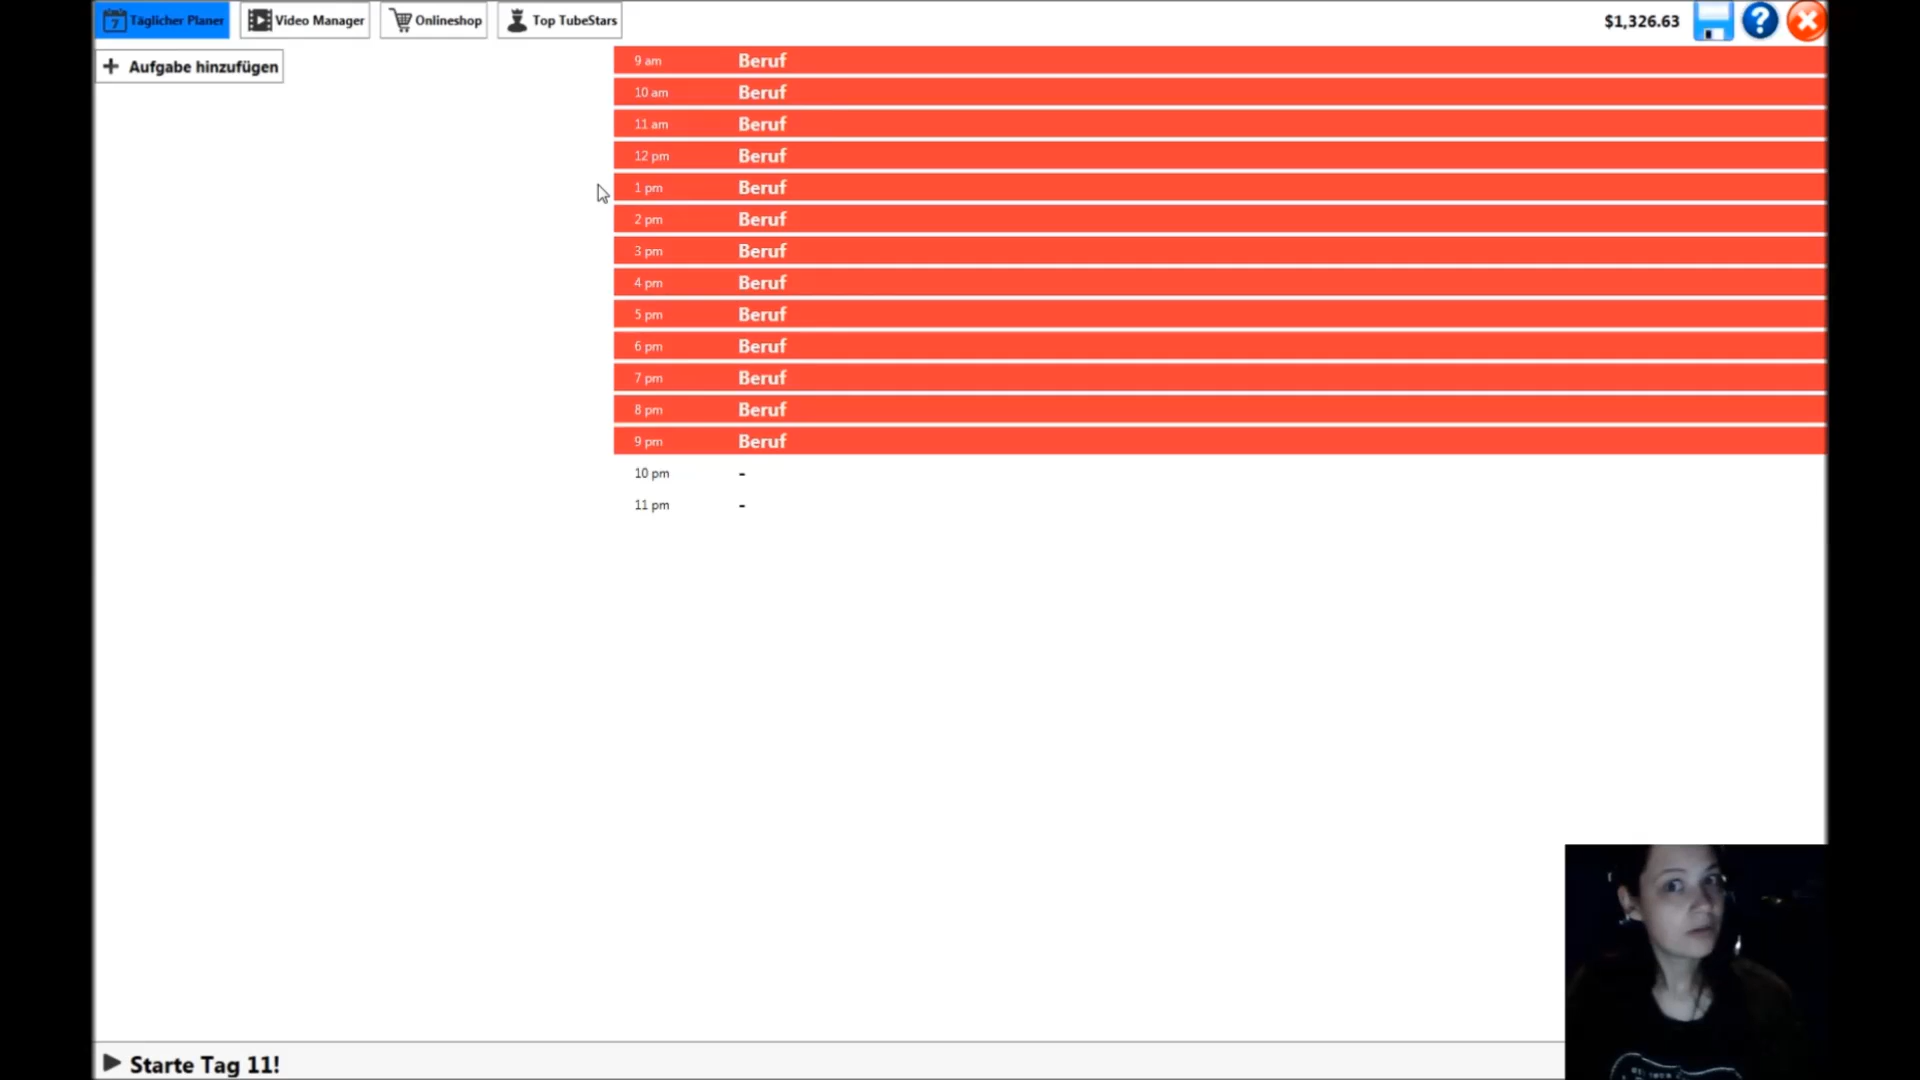 Täglicher Planer Video Manager Onlineshop Top TubeStars $1,326.63
+ Aufgabe hinzufügen
9 am Beruf
10 am Beruf
11 am Beruf
12 pm Beruf
1 pm Beruf
2 pm Beruf
3 pm Beruf
4 pm Beruf
5 pm Beruf
6 pm Beruf
7 pm Beruf
8 pm Beruf
9 pm Beruf
10 pm -
11 pm -
Starte Tag 11!